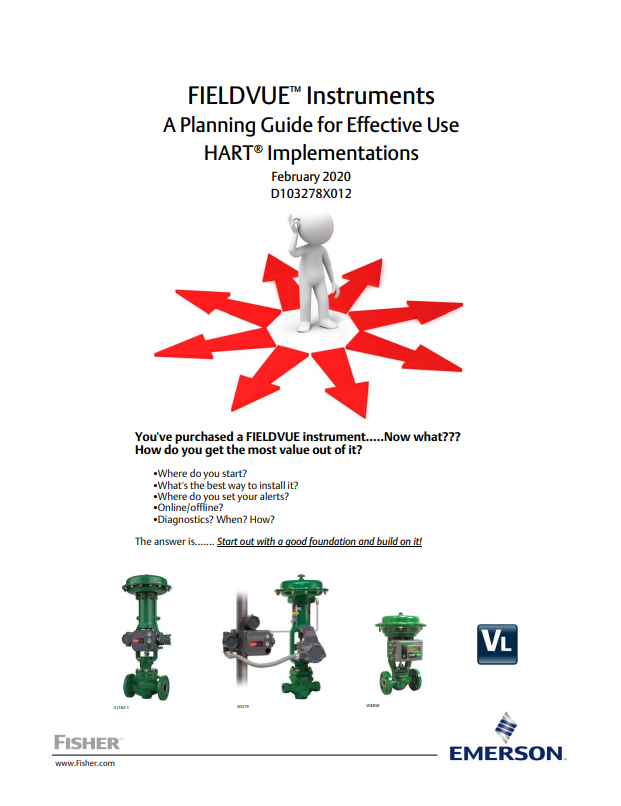 FIELDVUE™ Instruments
A Planning Guide for Effective Use
HART® Implementations
February 2020
D103278X012
You've purchased a FIELDVUE instrument.....Now what???
How do you get the most value out of it?
•Where do you start?
•What's the best way to install it?
•Where do you set your alerts?
•Online/offline?
•Diagnostics? When? How?
The answer is....... Start out with a good foundation and build on it!
VL
X1182-1
X0379
W8858
FISHER™
www.Fisher.com
EMERSON.